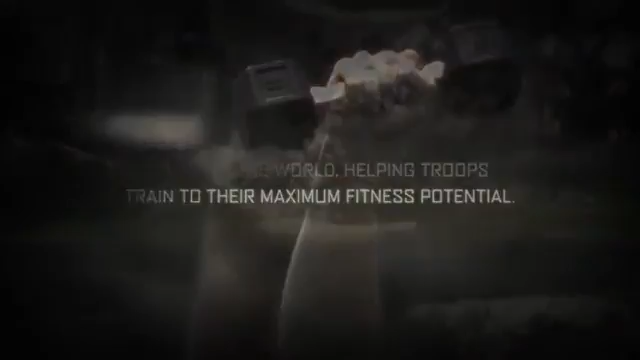 WORLD, HELPING TROOPS
TRAIN TO THEIR MAXIMUM FITNESS POTENTIAL.